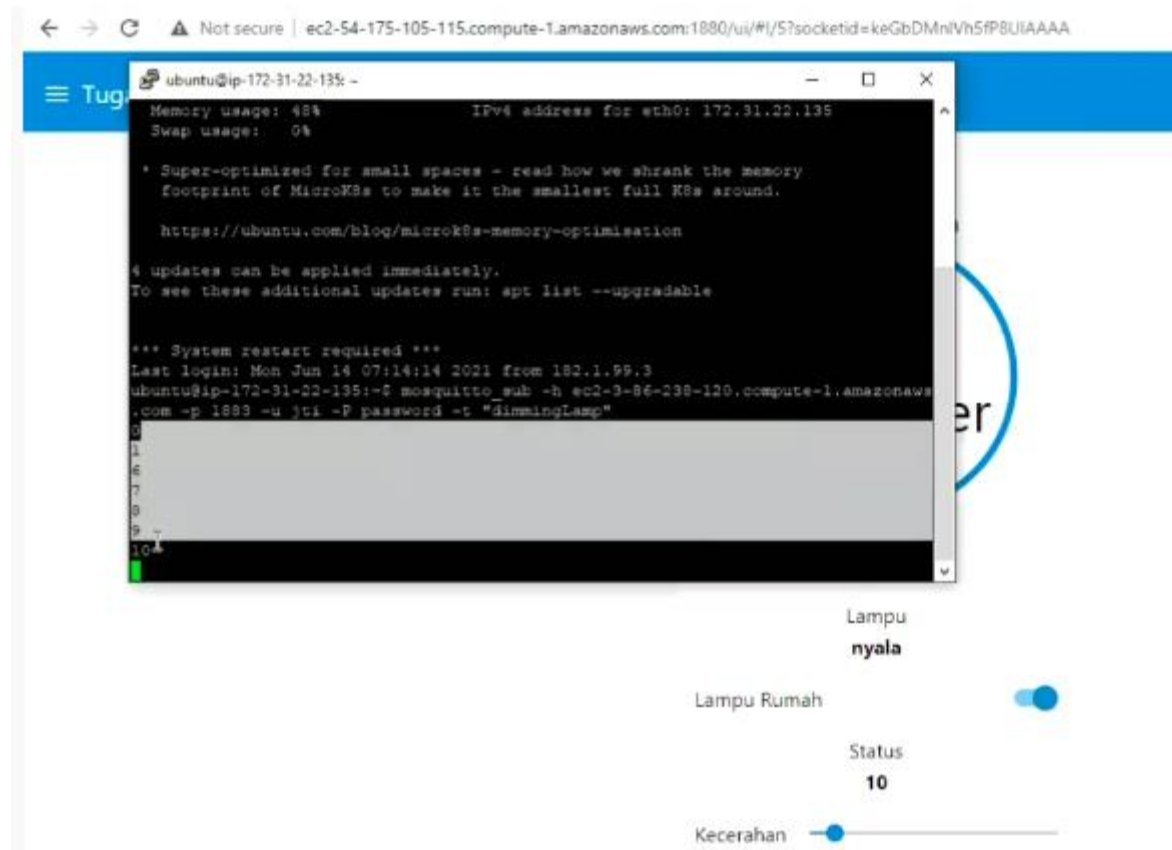 Not secure | ec2-54-175-105-115.compute-1.amazonaws.com:1880/ui/#!/5?socketid=keGbDMnlVh5fP8UIAAAA
ubuntu@ip-172-31-22-135: ~
Tuga
Memory usage: 48% IPv4 address for eth0: 172.31.22.135
Swap usage: 0%
* Super-optimized for small spaces - read how we shrank the memory
footprint of MicroK8s to make it the smallest full K8s around.
https://ubuntu.com/blog/microk8s-memory-optimisation
4 updates can be applied immediately.
To see these additional updates run: apt list --upgradable
*** System restart required ***
Last login: Mon Jun 14 07:14:14 2021 from 182.1.99.3
ubuntu@ip-172-31-22-135:~$ mosquitto_sub -h ec2-3-86-238-120.compute-1.amazonaws
.com -p 1883 -u jti -P password -t "dimmingLamp"
0
1
6
7
8
9
10
er
Lampu
nyala
Lampu Rumah
Status
10
Kecerahan